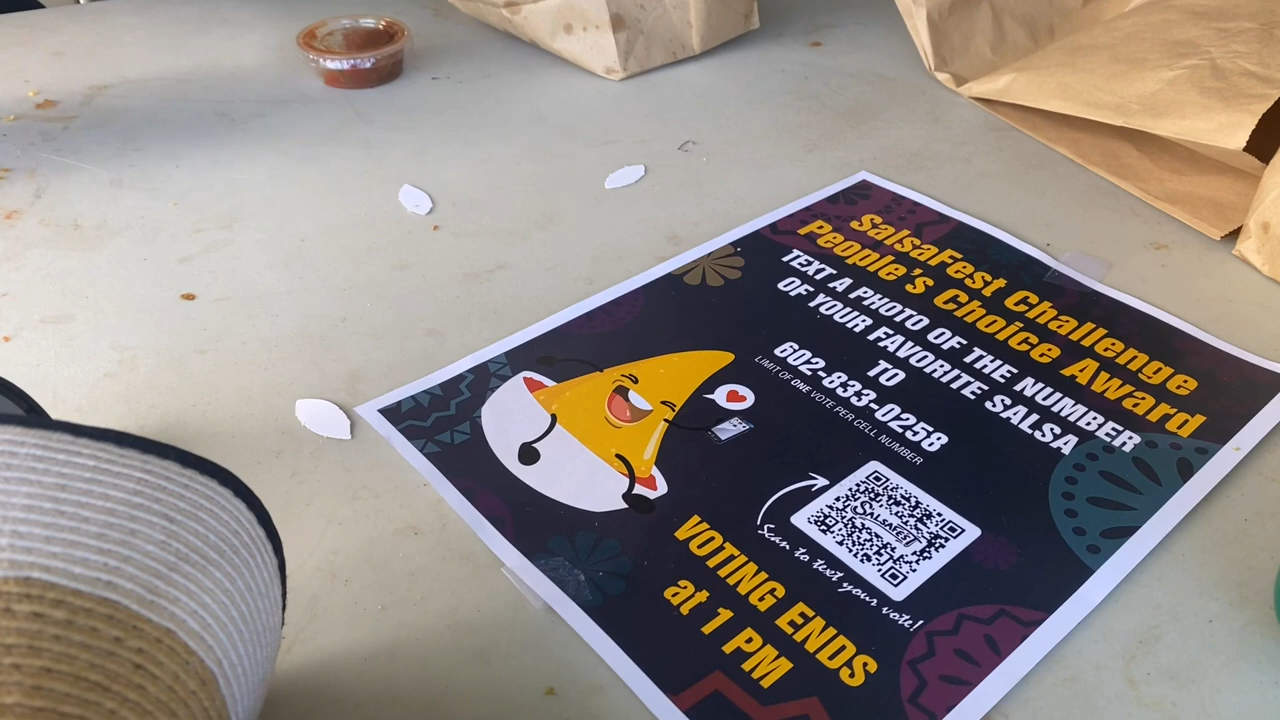 SalsaFest Challenge
People's Choice Award
TEXT A PHOTO OF THE NUMBER
OF YOUR FAVORITE SALSA
TO
602-833-0258
LIMIT OF ONE VOTE PER CELL NUMBER
SALSAFEST
Scan to text your vote!
VOTING ENDS
at 1 PM